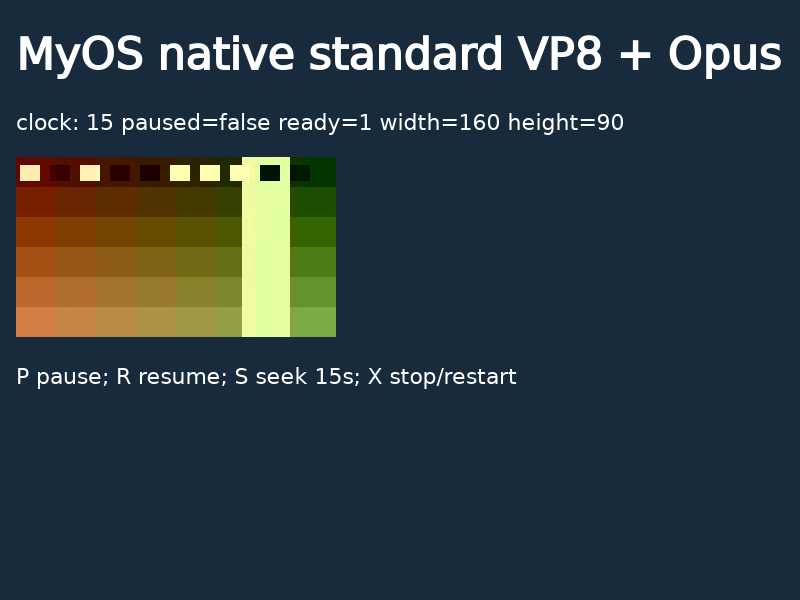 MyOS native standard VP8 + Opus
clock: 15 paused=false ready=1 width=160 height=90
P pause; R resume; S seek 15s; X stop/restart